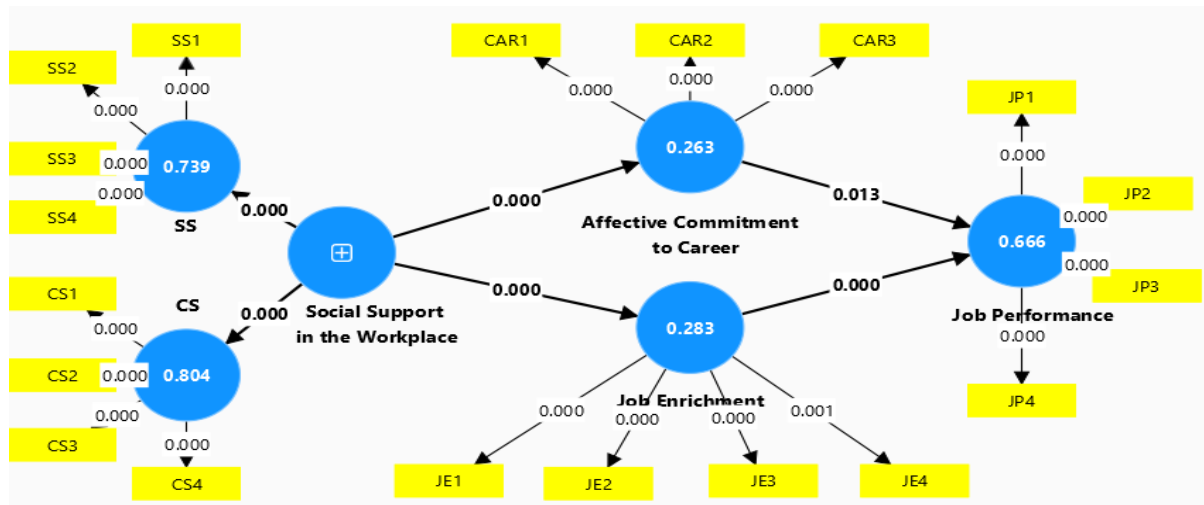 SS1
CAR1
CAR2
CAR3
SS2
0.000
0.000
0.000
0.000
JP1
0.000
0.000
SS3
0.000
0.739
0.263
0.000
SS4
0.000
0.000
0.000
0.013
JP2
0.000
SS
Affective Commitment
to Career
0.666
0.000
JP3
CS1
CS
0.000
0.000
0.000
Social Support
in the Workplace
Job Performance
0.000
0.283
0.000
CS2
0.000
0.804
Job Enrichment
JP4
CS3
0.000
0.000
0.000
0.000
0.000
0.001
CS4
JE1
JE2
JE3
JE4